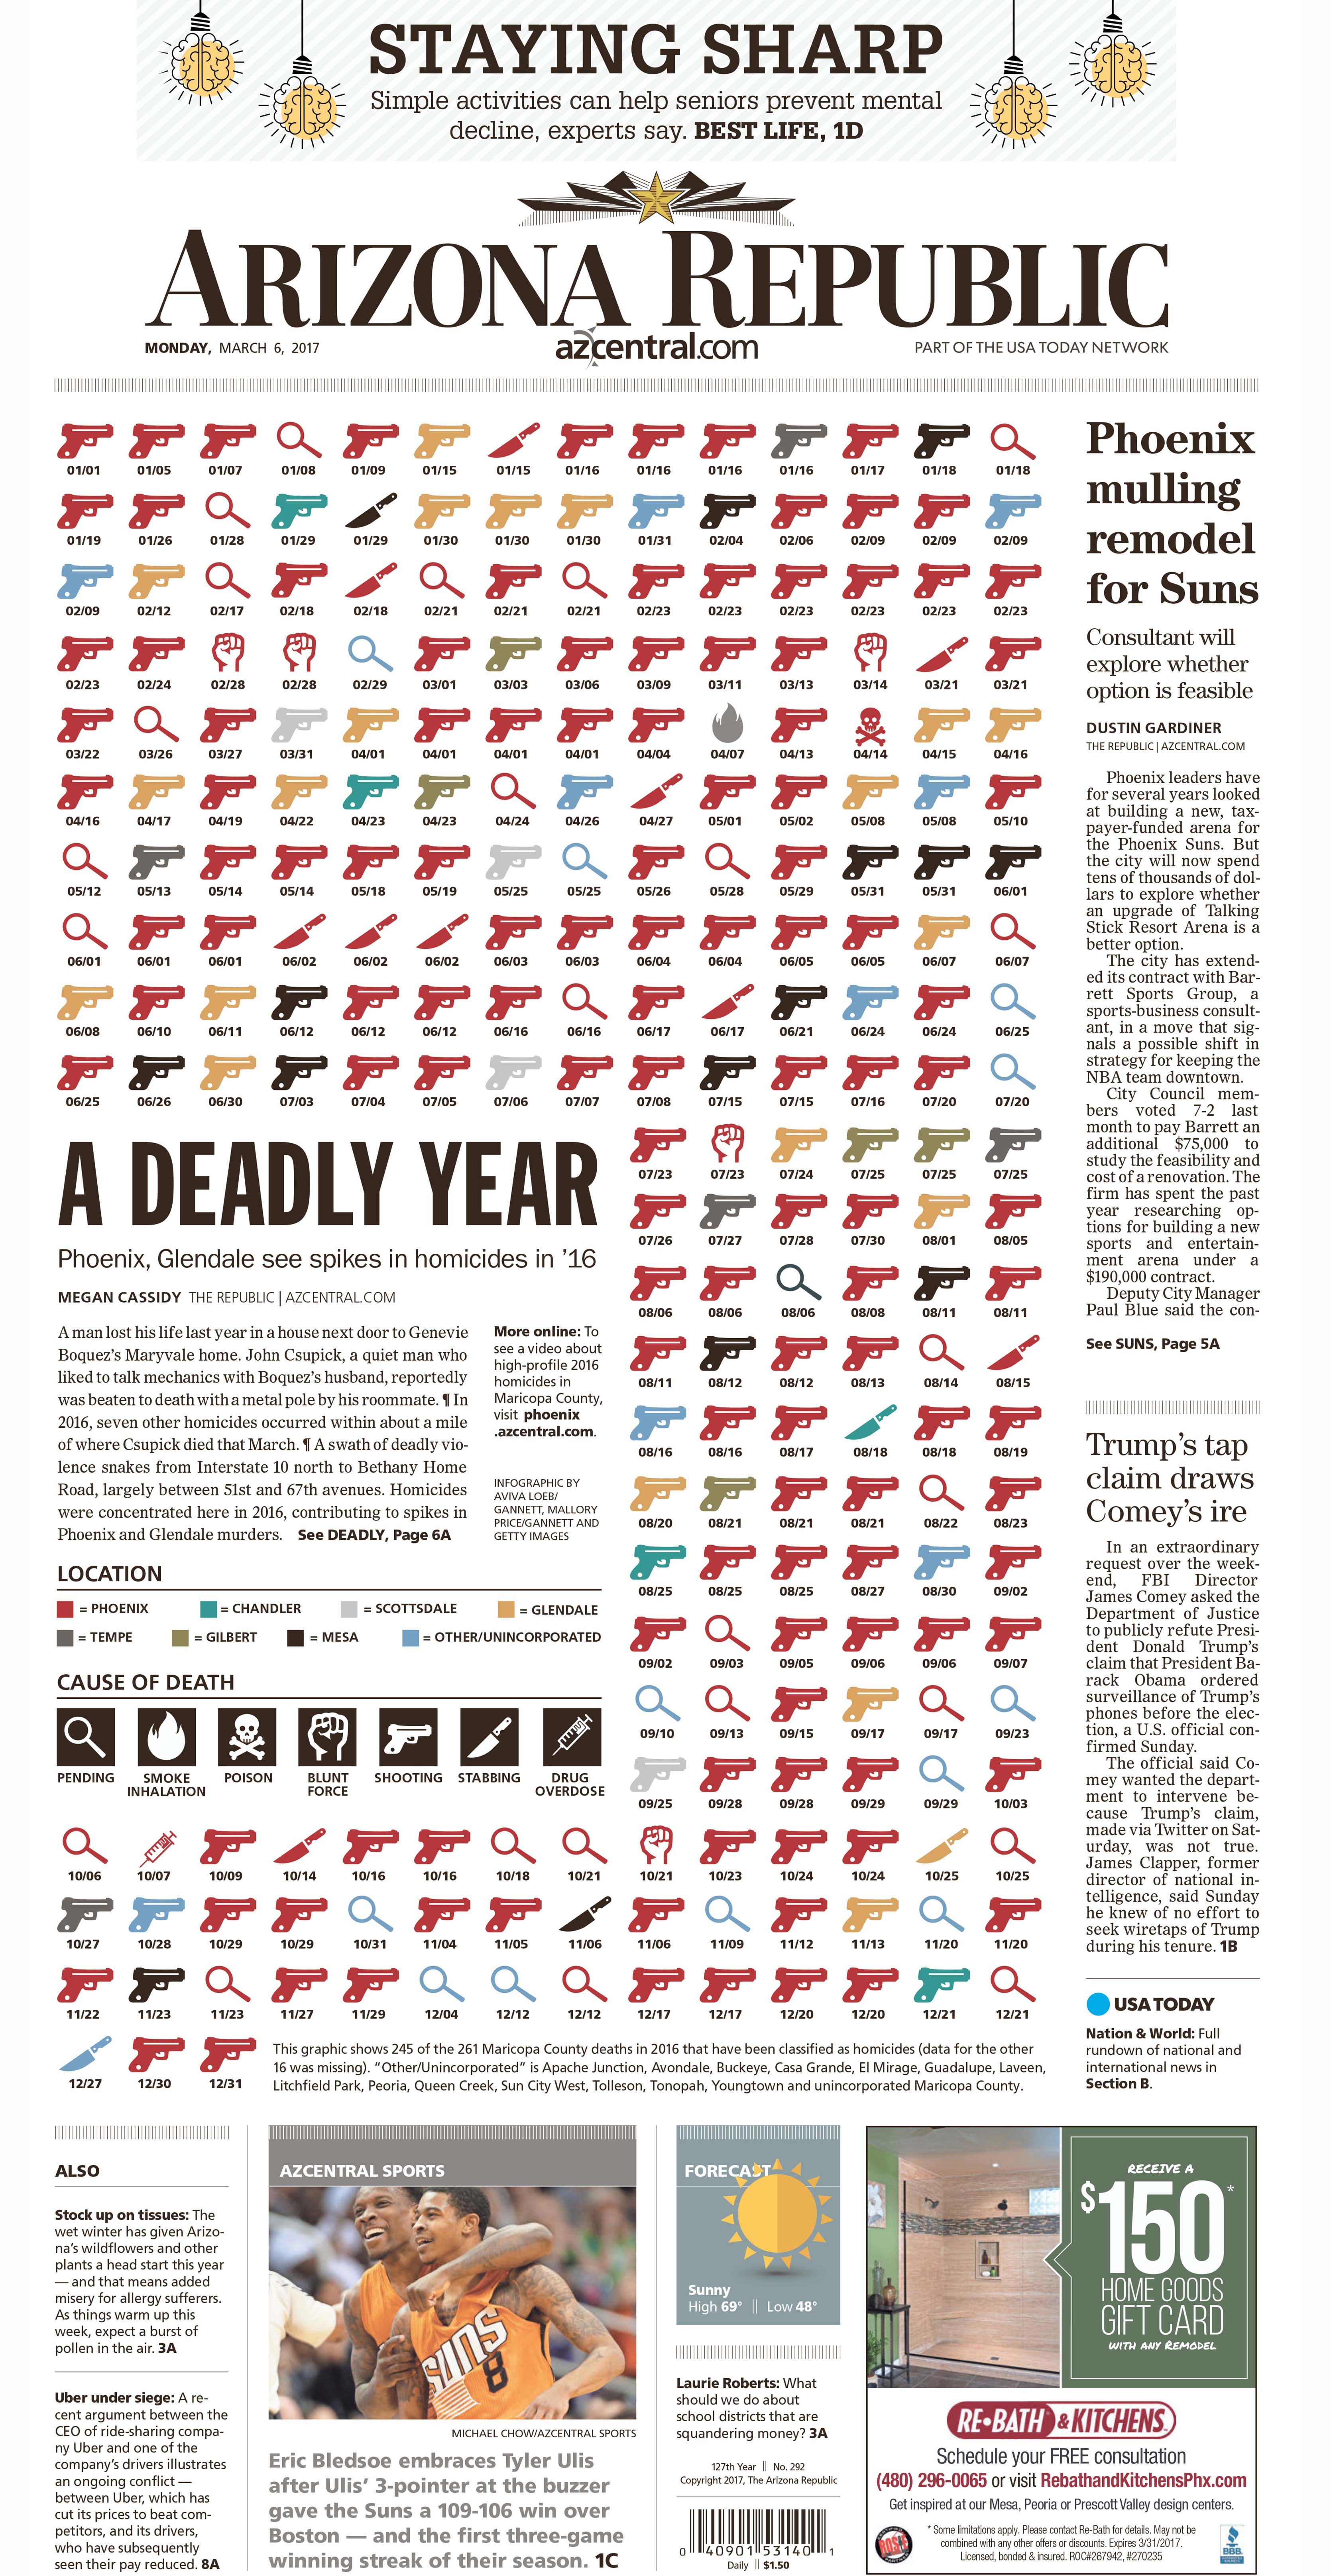 STAYING SHARP
Simple activities can help seniors prevent mental
decline, experts say. BEST LIFE, 1D
ARIZONA REPUBLIC
MONDAY, MARCH 6, 2017
azcentral.com
PART OF THE USA TODAY NETWORK
01/01 01/05 01/07 01/08 01/09 01/15 01/15 01/16 01/16 01/16 01/16 01/17 01/18 01/18
01/19 01/26 01/28 01/29 01/29 01/30 01/30 01/30 01/31 02/04 02/06 02/09 02/09 02/09
02/09 02/12 02/17 02/18 02/18 02/21 02/21 02/21 02/23 02/23 02/23 02/23 02/23 02/23
02/23 02/24 02/28 02/28 02/29 03/01 03/03 03/06 03/09 03/11 03/13 03/14 03/21 03/21
03/22 03/26 03/27 03/31 04/01 04/01 04/01 04/01 04/04 04/07 04/13 04/14 04/15 04/16
04/16 04/17 04/19 04/22 04/23 04/23 04/24 04/26 04/27 05/01 05/02 05/08 05/08 05/10
05/12 05/13 05/14 05/14 05/18 05/19 05/25 05/25 05/26 05/28 05/29 05/31 05/31 06/01
06/01 06/01 06/01 06/02 06/02 06/02 06/03 06/03 06/04 06/04 06/05 06/05 06/07 06/07
06/08 06/10 06/11 06/12 06/12 06/12 06/16 06/16 06/17 06/17 06/21 06/24 06/24 06/25
06/25 06/26 06/30 07/03 07/04 07/05 07/06 07/07 07/08 07/15 07/15 07/16 07/20 07/20
07/23 07/23 07/24 07/25 07/25 07/25
07/26 07/27 07/28 07/30 08/01 08/05
08/06 08/06 08/06 08/08 08/11 08/11
08/11 08/12 08/12 08/13 08/14 08/15
08/16 08/16 08/17 08/18 08/18 08/19
08/20 08/21 08/21 08/21 08/22 08/23
08/25 08/25 08/25 08/27 08/30 09/02
09/02 09/03 09/05 09/06 09/06 09/07
09/10 09/13 09/15 09/17 09/17 09/23
09/25 09/28 09/28 09/29 09/29 10/03
A DEADLY YEAR
Phoenix, Glendale see spikes in homicides in ’16
MEGAN CASSIDY THE REPUBLIC | AZCENTRAL.COM
A man lost his life last year in a house next door to Genevie
Boquez’s Maryvale home. John Csupick, a quiet man who
liked to talk mechanics with Boquez’s husband, reportedly
was beaten to death with a metal pole by his roommate. ¶ In
2016, seven other homicides occurred within about a mile
of where Csupick died that March. ¶ A swath of deadly vio-
lence snakes from Interstate 10 north to Bethany Home
Road, largely between 51st and 67th avenues. Homicides
were concentrated here in 2016, contributing to spikes in
Phoenix and Glendale murders. See DEADLY, Page 6A
More online: To
see a video about
high-profile 2016
homicides in
Maricopa County,
visit phoenix
.azcentral.com.
INFOGRAPHIC BY
AVIVA LOEB/
GANNETT, MALLORY
PRICE/GANNETT AND
GETTY IMAGES
LOCATION
= PHOENIX = CHANDLER = SCOTTSDALE = GLENDALE
= TEMPE = GILBERT = MESA = OTHER/UNINCORPORATED
CAUSE OF DEATH
PENDING
SMOKE
INHALATION
POISON
BLUNT
FORCE
SHOOTING
STABBING
DRUG
OVERDOSE
10/06 10/07 10/09 10/14 10/16 10/16 10/18 10/21 10/21 10/23 10/24 10/24 10/25 10/25
10/27 10/28 10/29 10/29 10/31 11/04 11/05 11/06 11/06 11/09 11/12 11/13 11/20 11/20
11/22 11/23 11/23 11/27 11/29 12/04 12/12 12/12 12/17 12/17 12/20 12/20 12/21 12/21
12/27 12/30 12/31
This graphic shows 245 of the 261 Maricopa County deaths in 2016 that have been classified as homicides (data for the other
16 was missing). “Other/Unincorporated” is Apache Junction, Avondale, Buckeye, Casa Grande, El Mirage, Guadalupe, Laveen,
Litchfield Park, Peoria, Queen Creek, Sun City West, Tolleson, Tonopah, Youngtown and unincorporated Maricopa County.
Phoenix
mulling
remodel
for Suns
Consultant will
explore whether
option is feasible
DUSTIN GARDINER
THE REPUBLIC | AZCENTRAL.COM
Phoenix leaders have
for several years looked
at building a new, tax-
payer-funded arena for
the Phoenix Suns. But
the city will now spend
tens of thousands of dol-
lars to explore whether
an upgrade of Talking
Stick Resort Arena is a
better option.
The city has extend-
ed its contract with Bar-
rett Sports Group, a
sports-business consult-
ant, in a move that sig-
nals a possible shift in
strategy for keeping the
NBA team downtown.
City Council mem-
bers voted 7-2 last
month to pay Barrett an
additional $75,000 to
study the feasibility and
cost of a renovation. The
firm has spent the past
year researching op-
tions for building a new
sports and entertain-
ment arena under a
$190,000 contract.
Deputy City Manager
Paul Blue said the con-
See SUNS, Page 5A
Trump’s tap
claim draws
Comey’s ire
In an extraordinary
request over the week-
end, FBI Director
James Comey asked the
Department of Justice
to publicly refute Presi-
dent Donald Trump’s
claim that President Ba-
rack Obama ordered
surveillance of Trump’s
phones before the elec-
tion, a U.S. official con-
firmed Sunday.
The official said Co-
mey wanted the depart-
ment to intervene be-
cause Trump’s claim,
made via Twitter on Sat-
urday, was not true.
James Clapper, former
director of national in-
telligence, said Sunday
he knew of no effort to
seek wiretaps of Trump
during his tenure. 1B
USA TODAY
Nation & World: Full
rundown of national and
international news in
Section B.
ALSO
Stock up on tissues: The
wet winter has given Arizo-
na’s wildflowers and other
plants a head start this year
— and that means added
misery for allergy sufferers.
As things warm up this
week, expect a burst of
pollen in the air. 3A
Uber under siege: A re-
cent argument between the
CEO of ride-sharing compa-
ny Uber and one of the
company’s drivers illustrates
an ongoing conflict —
between Uber, which has
cut its prices to beat com-
petitors, and its drivers,
who have subsequently
seen their pay reduced. 8A
AZCENTRAL SPORTS
SUNS
8
MICHAEL CHOW/AZCENTRAL SPORTS
Eric Bledsoe embraces Tyler Ulis
after Ulis’ 3-pointer at the buzzer
gave the Suns a 109-106 win over
Boston — and the first three-game
winning streak of their season. 1C
FORECAST
Sunny
High 69° || Low 48°
Laurie Roberts: What
should we do about
school districts that are
squandering money? 3A
127th Year || No. 292
Copyright 2017, The Arizona Republic
0 40901 53140 1
Daily || $1.50
RECEIVE A
$150*
HOME GOODS
GIFT CARD
WITH ANY REMODEL
RE•BATH & KITCHENS
Schedule your FREE consultation
(480) 296-0065 or visit RebathandKitchensPhx.com
Get inspired at our Mesa, Peoria or Prescott Valley design centers.
* Some limitations apply. Please contact Re-Bath for details. May not be
combined with any other offers or discounts. Expires 3/31/2017.
Licensed, bonded & insured. ROC#267942, #270235
ROSIE
BBB